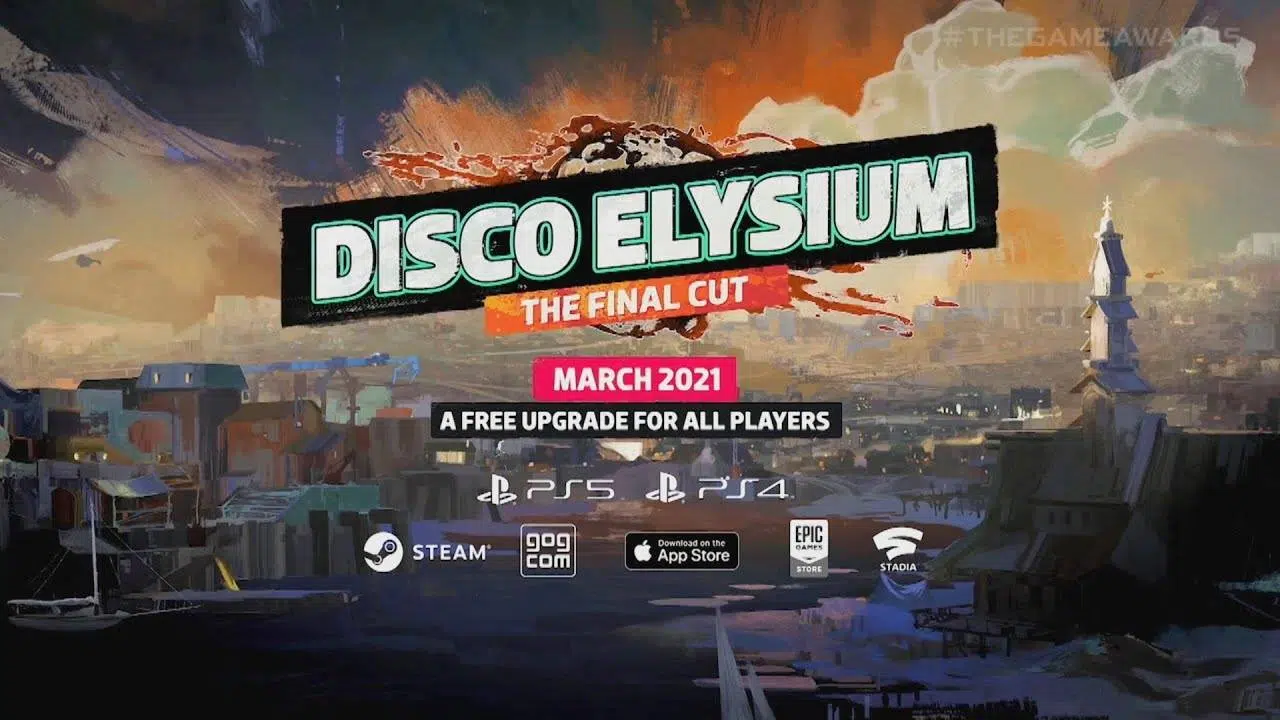 #THEGAMEAWARDS
DISCO ELYSIUM
THE FINAL CUT
MARCH 2021
A FREE UPGRADE FOR ALL PLAYERS
PS5 PS4
STEAM
gog
com
Download on the
App Store
EPIC
GAMES
STORE
STADIA